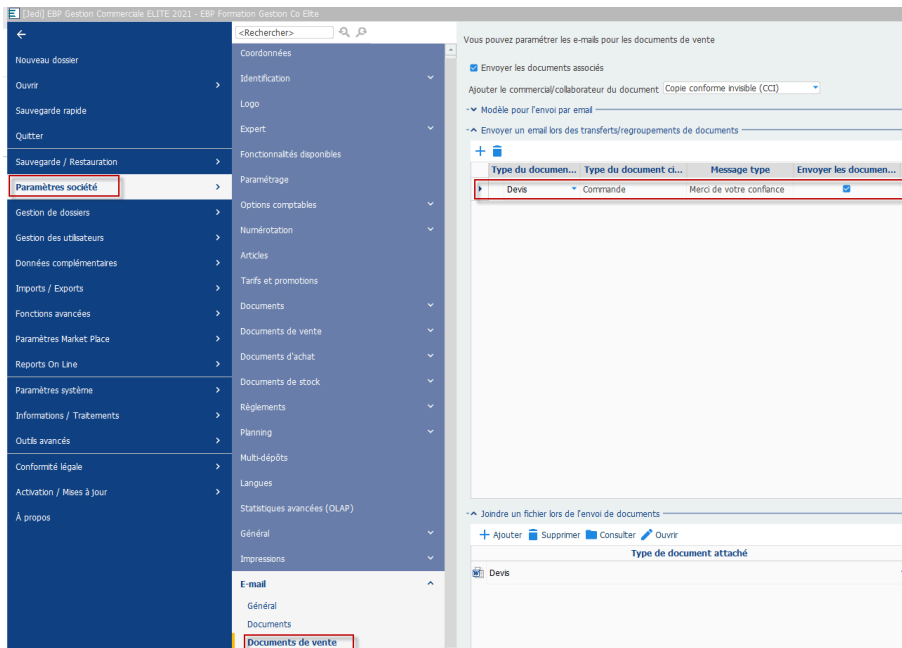 [Jedi] EBP Gestion Commerciale ELITE 2021 - EBP Formation Gestion Co Elite
Nouveau dossier
Ouvrir
Sauvegarde rapide
Quitter
Sauvegarde / Restauration
Paramètres société
Gestion de dossiers
Gestion des utilisateurs
Données complémentaires
Imports / Exports
Fonctions avancées
Paramètres Market Place
Reports On Line
Paramètres système
Informations / Traitements
Outils avancés
Conformité légale
Activation / Mises à jour
À propos
<Rechercher>
Coordonnées
Identification
Logo
Expert
Fonctionnalités disponibles
Paramétrage
Options comptables
Numérotation
Articles
Tarifs et promotions
Documents
Documents de vente
Documents d'achat
Documents de stock
Règlements
Planning
Multi-dépôts
Langues
Statistiques avancées (OLAP)
Général
Impressions
E-mail
Général
Documents
Documents de vente
Vous pouvez paramétrer les e-mails pour les documents de vente
Envoyer les documents associés
Ajouter le commercial/collaborateur du document Copie conforme invisible (CCI)
Modèle pour l'envoi par email
Envoyer un email lors des transferts/regroupements de documents
Type du documen... Type du document ci... Message type Envoyer les documen...
Devis Commande Merci de votre confiance
Joindre un fichier lors de l'envoi de documents
Ajouter Supprimer Consulter Ouvrir
Type de document attaché
Devis